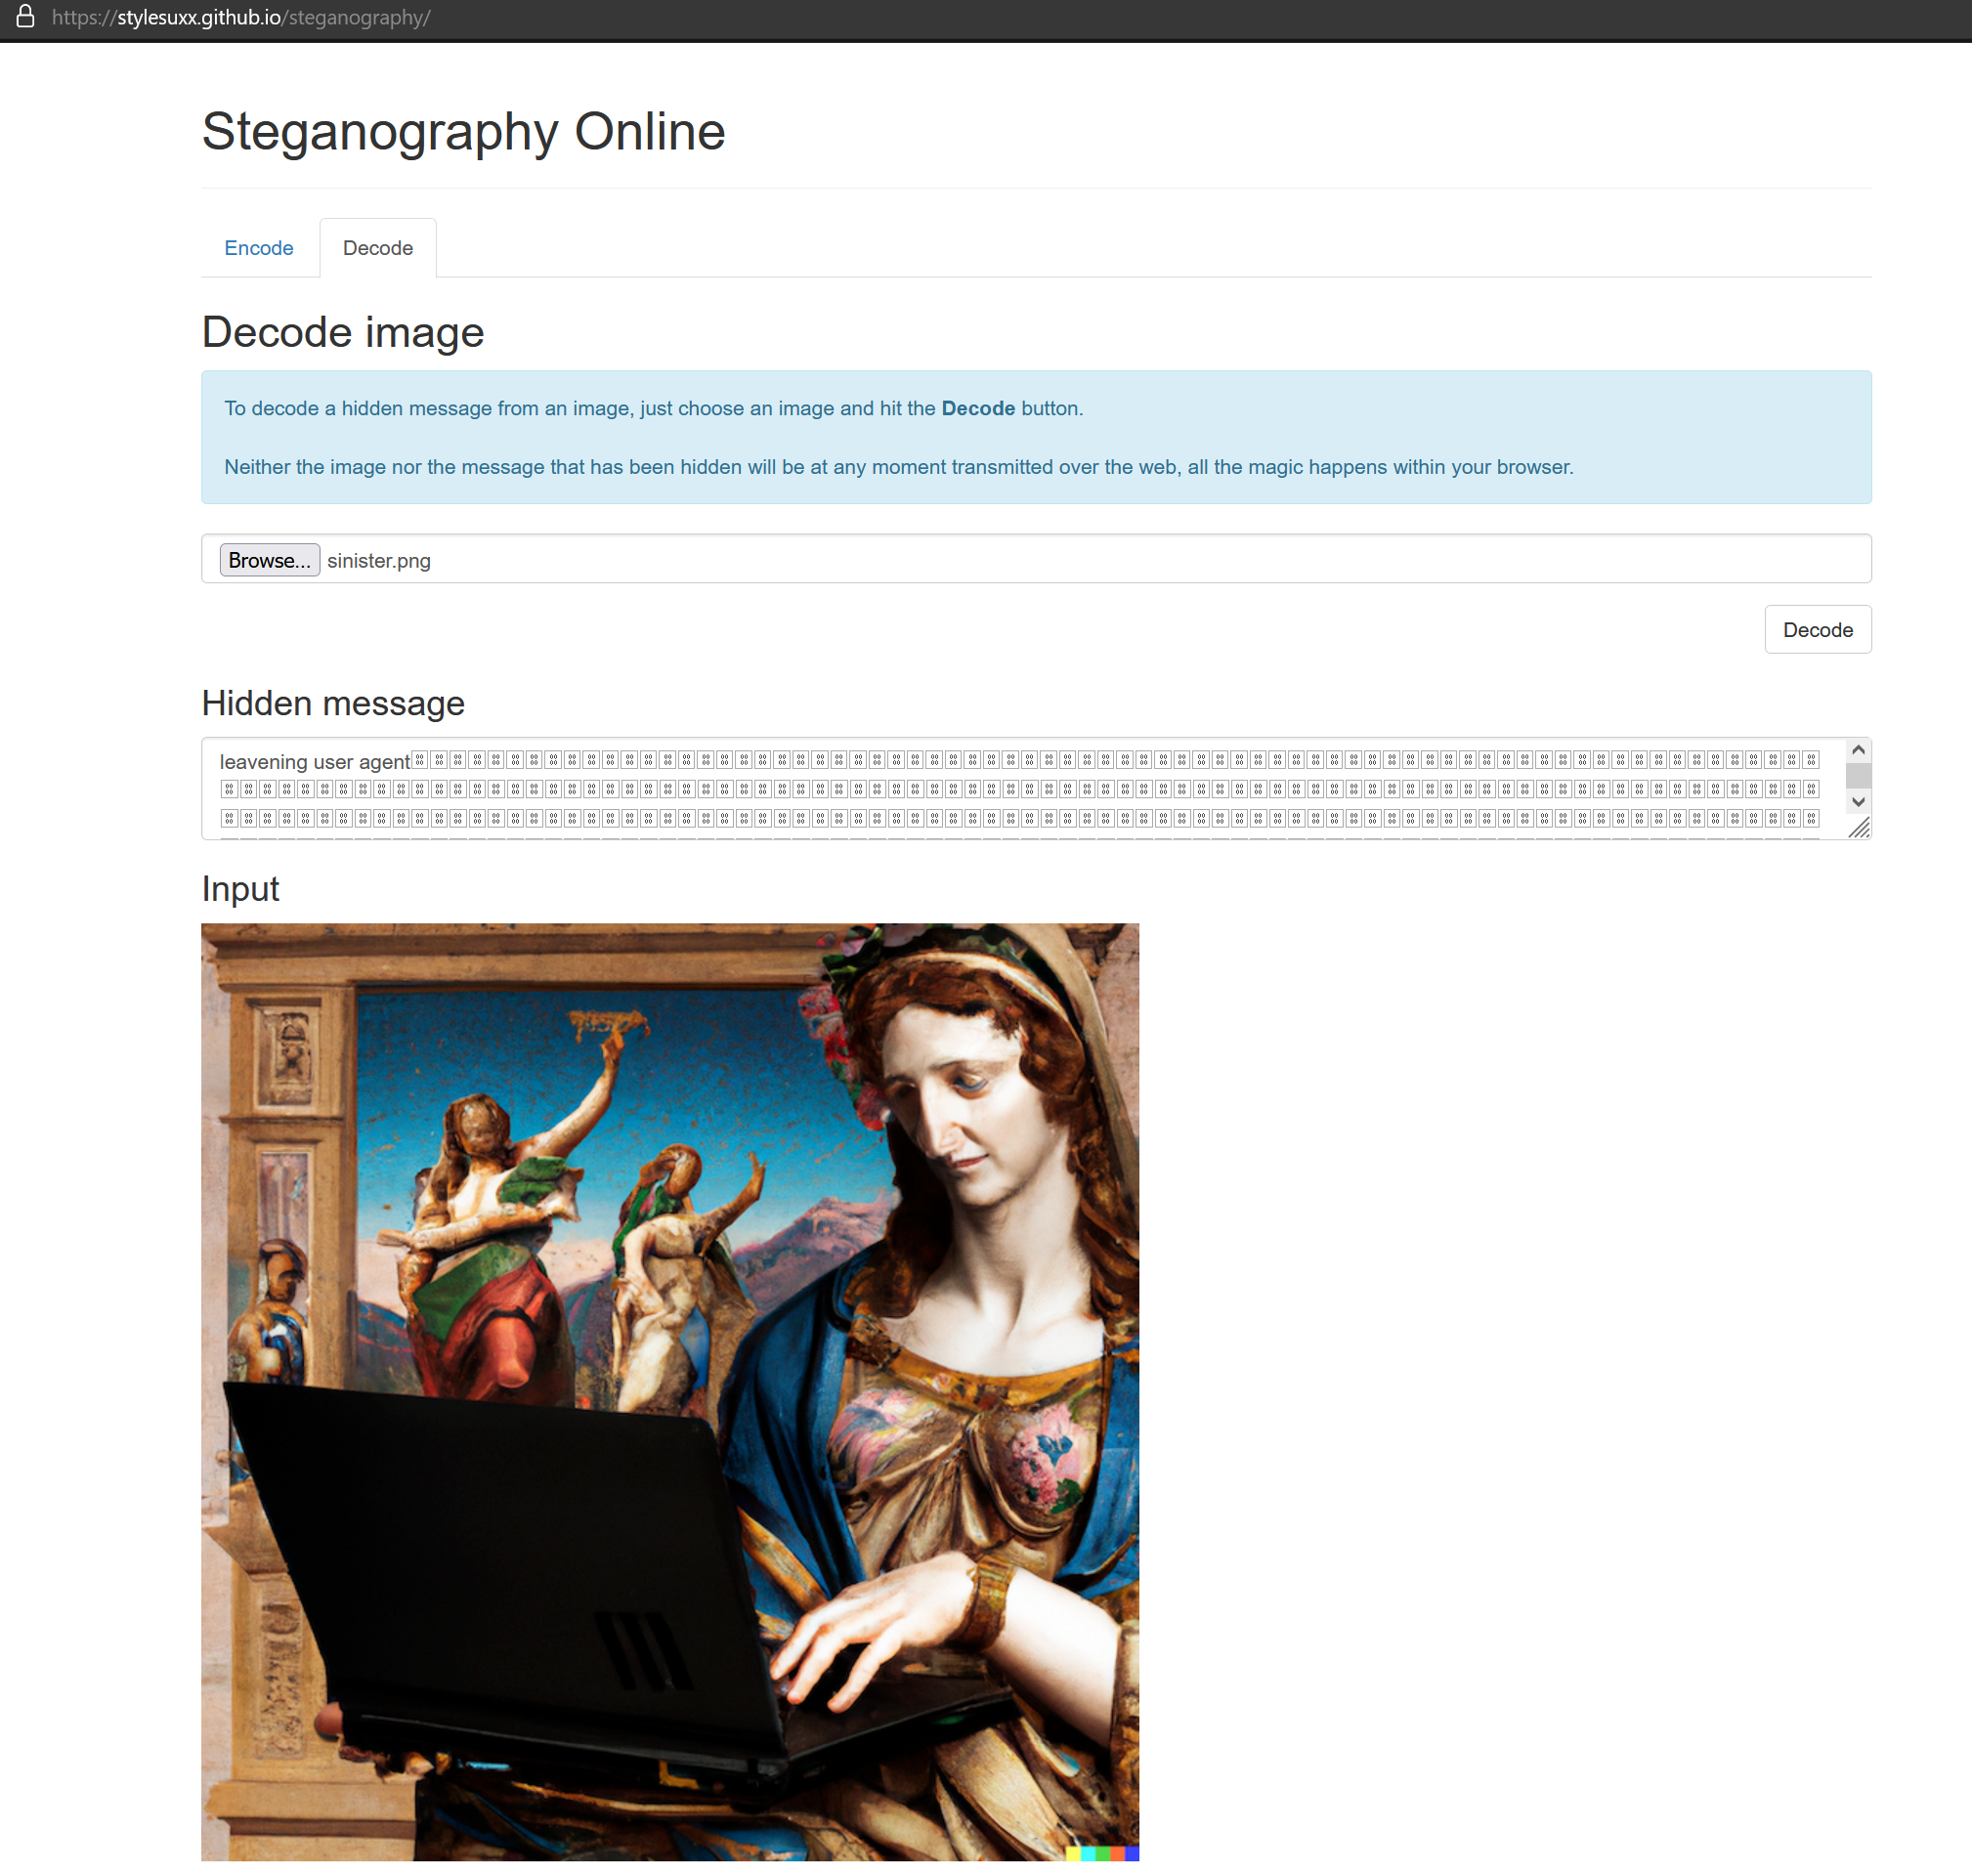 https://stylesuxx.github.io/steganography/
Steganography Online
Encode
Decode
Decode image
To decode a hidden message from an image, just choose an image and hit the Decode button.
Neither the image nor the message that has been hidden will be at any moment transmitted over the web, all the magic happens within your browser.
Browse... sinister.png
Decode
Hidden message
leavening user agent
Input